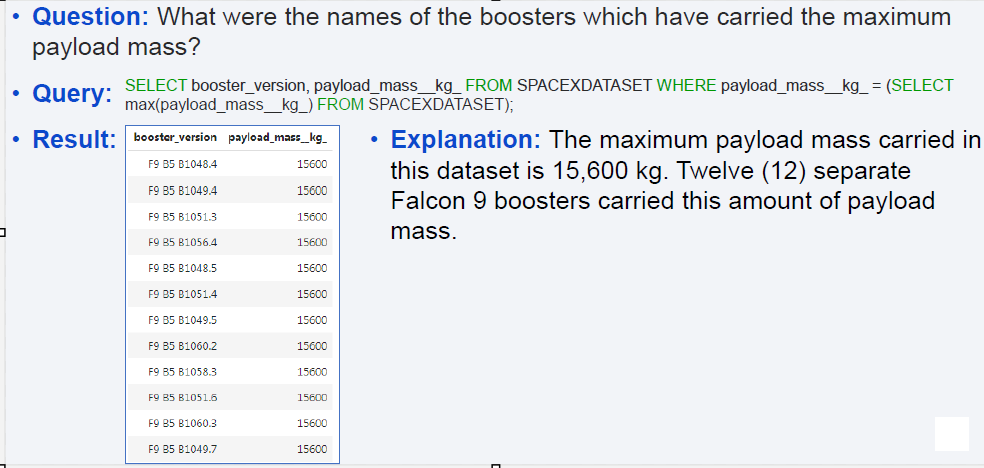 • Question: What were the names of the boosters which have carried the maximum
payload mass?
• Query: SELECT booster_version, payload_mass__kg_ FROM SPACEXDATASET WHERE payload_mass__kg_ = (SELECT
max(payload_mass__kg_) FROM SPACEXDATASET);
• Result:
booster_version payload_mass__kg_
F9 B5 B1048.4 15600
F9 B5 B1049.4 15600
F9 B5 B1051.3 15600
F9 B5 B1056.4 15600
F9 B5 B1048.5 15600
F9 B5 B1051.4 15600
F9 B5 B1049.5 15600
F9 B5 B1060.2 15600
F9 B5 B1058.3 15600
F9 B5 B1051.6 15600
F9 B5 B1060.3 15600
F9 B5 B1049.7 15600
• Explanation: The maximum payload mass carried in
this dataset is 15,600 kg. Twelve (12) separate
Falcon 9 boosters carried this amount of payload
mass.